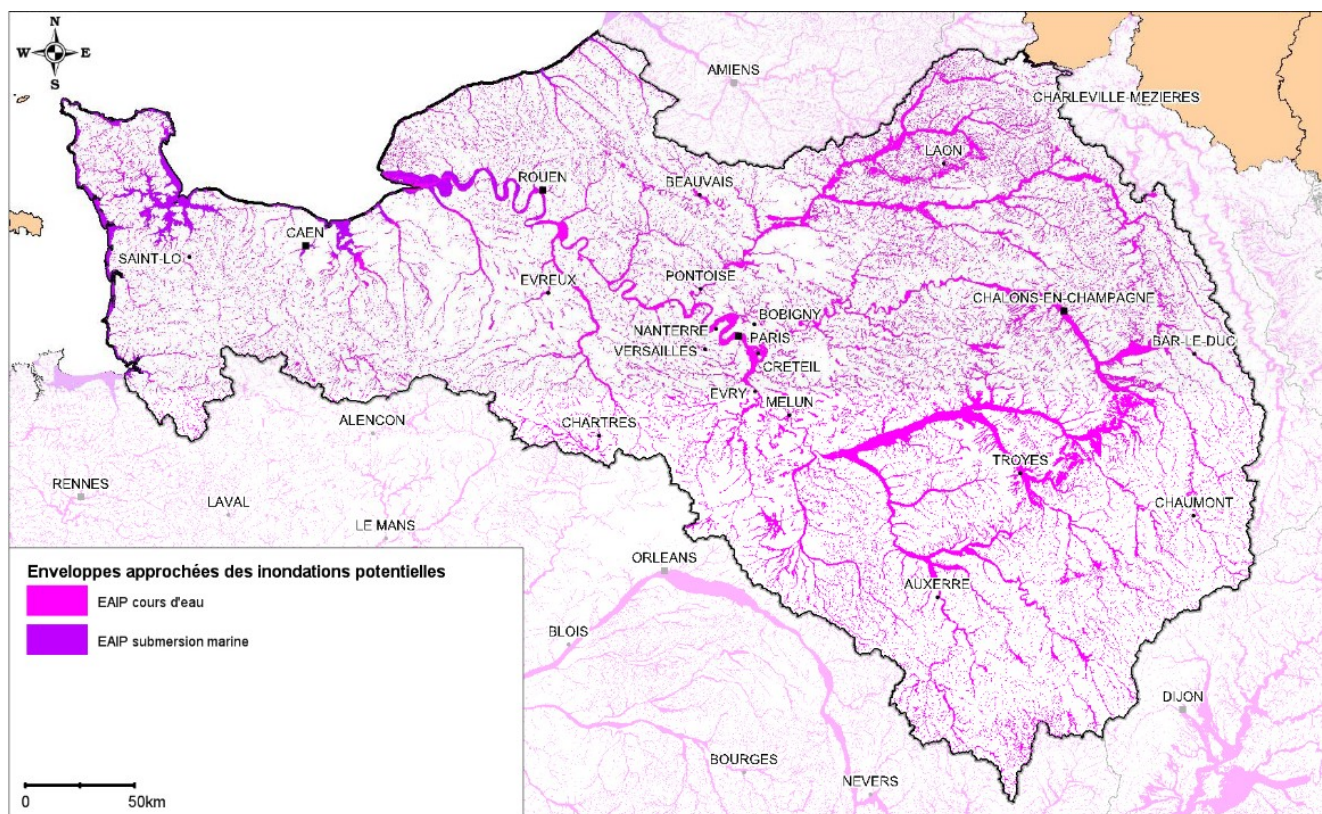 N
W E
S
AMIENS
CHARLEVILLE-MEZIERES
LAON
ROUEN
BEAUVAIS
CAEN
SAINT-LO
PONTOISE
EVREUX
CHALONS-EN-CHAMPAGNE
BOBIGNY
NANTERRE
PARIS
BAR-LE-DUC
VERSAILLES
CRETEIL
EVRY
MELUN
ALENCON
CHARTRES
TROYES
RENNES
LAVAL
CHAUMONT
LE MANS
ORLEANS
Enveloppes approchées des inondations potentielles
EAIP cours d'eau
AUXERRE
EAIP submersion marine
BLOIS
DIJON
BOURGES
NEVERS
0 50km